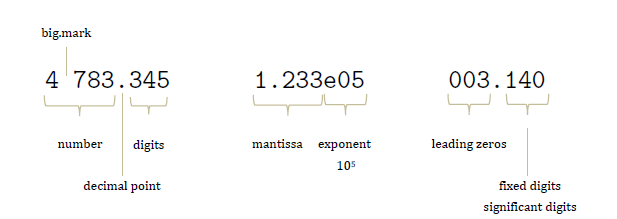 big.mark
4 783.345 1.233e05 003.140
number digits mantissa exponent leading zeros
10⁵
decimal point fixed digits
significant digits